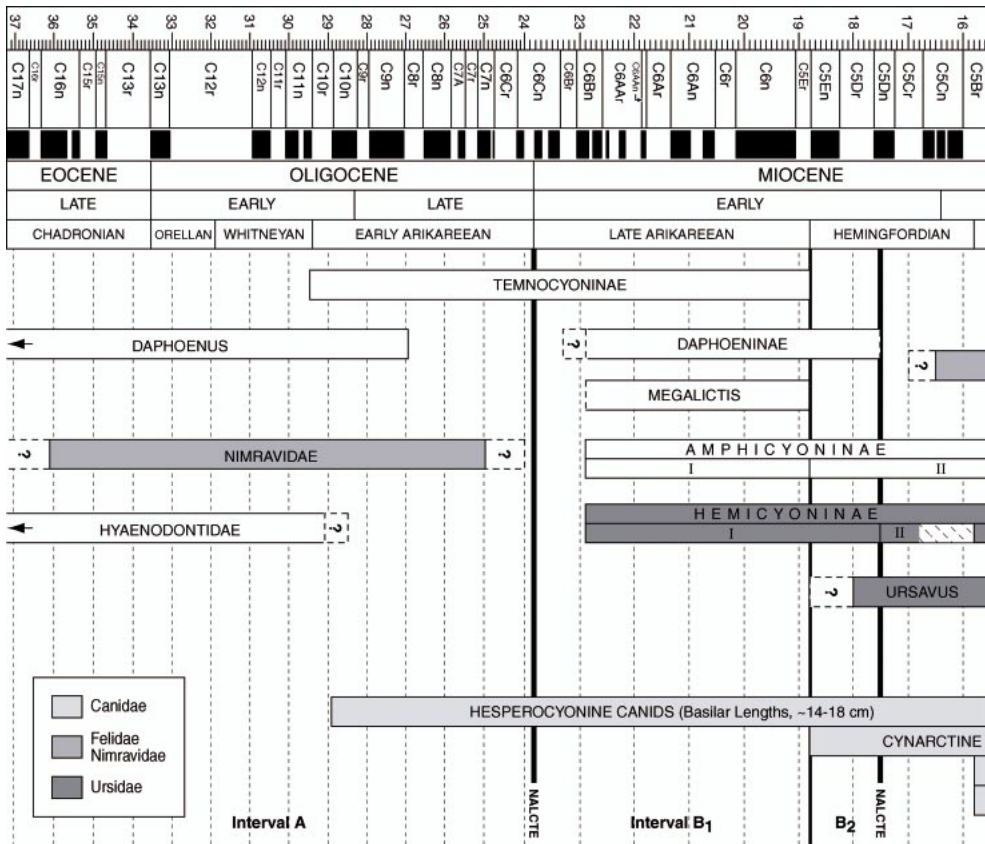 37 36 35 34 33 32 31 30 29 28 27 26 25 24 23 22 21 20 19 18 17 16
C17n C16r C16n C15r C15n C13r C13n C12r C12n C11r C11n C10r C10n C9r C9n C8r C8n C7A C7r C7n C6Cr C6Cn C6Br C6Bn C6AAr C6AAn C6Ar C6An C6r C6n C5Er C5En C5Dr C5Dn C5Cr C5Cn C5Br
EOCENE OLIGOCENE MIOCENE
LATE EARLY LATE EARLY
CHADRONIAN ORELLAN WHITNEYAN EARLY ARIKAREEAN LATE ARIKAREEAN HEMINGFORDIAN
TEMNOCYONINAE
DAPHOENUS ? DAPHOENINAE
?
MEGALICTIS
? NIMRAVIDAE ? AMPHICYONINAE
I II
HYAENODONTIDAE ? HEMICYONINAE
I II
? URSAVUS
Canidae
Felidae
Nimravidae
Ursidae
HESPEROCYONINE CANIDS (Basilar Lengths, ~14-18 cm)
CYNARCTINE
NALCTE NALCTE
Interval A Interval B1 B2